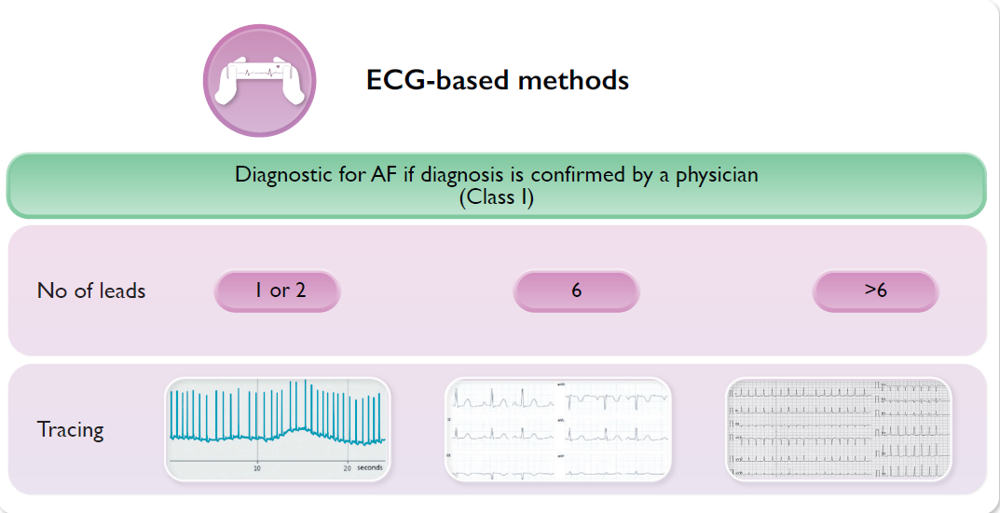 ECG-based methods
Diagnostic for AF if diagnosis is confirmed by a physician
(Class I)
No of leads
1 or 2
6
>6
Tracing
10
20 seconds